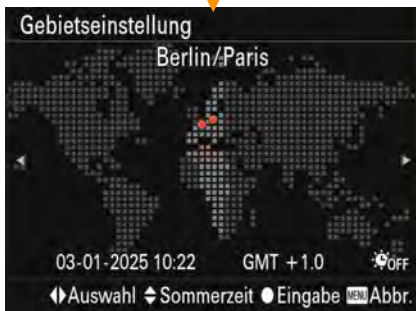 Gebietseinstellung
Berlin/Paris
03-01-2025 10:22 GMT +1.0 OFF
Auswahl Sommerzeit Eingabe MENU Abbr.